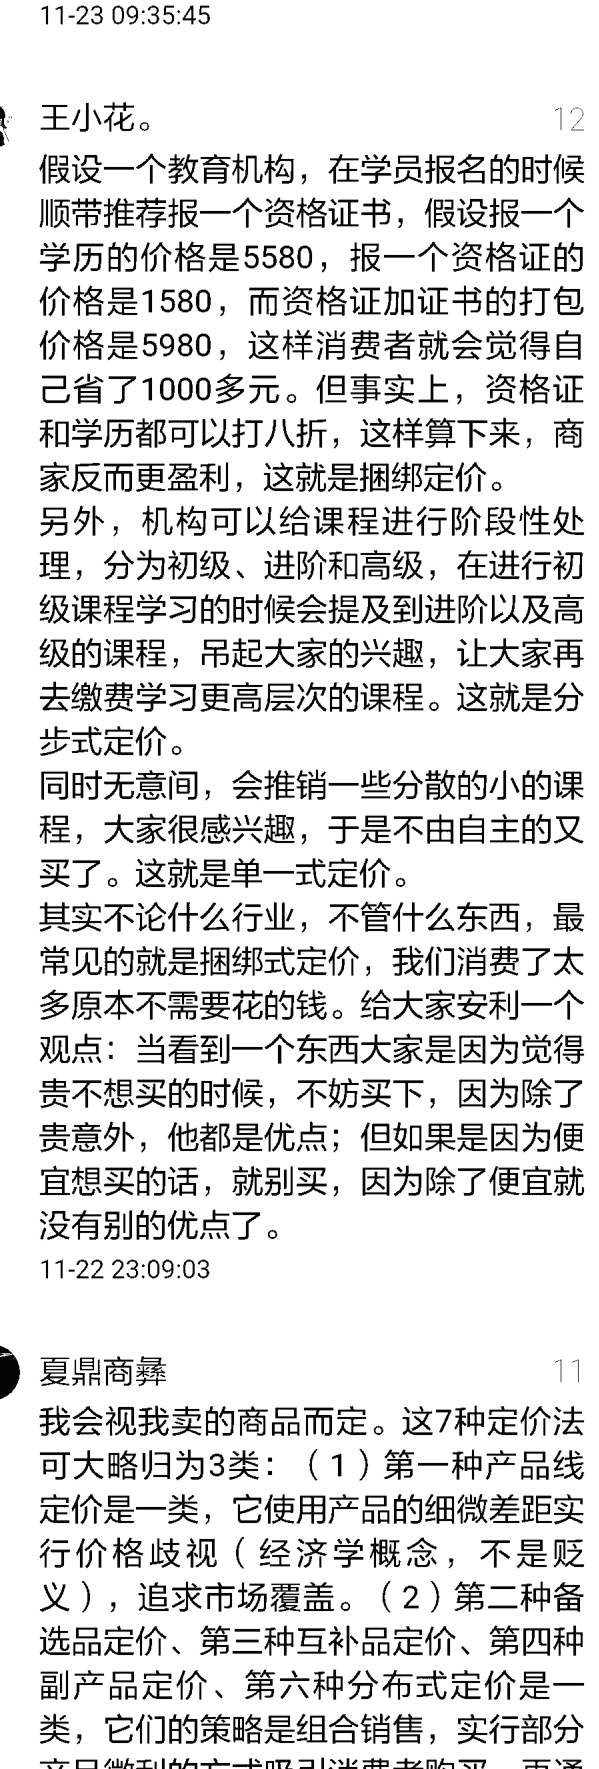 11-23 09:35:45
王小花。 12
假设一个教育机构，在学员报名的时候
顺带推荐报一个资格证书，假设报一个
学历的价格是5580，报一个资格证的
价格是1580，而资格证加证书的打包
价格是5980，这样消费者就会觉得自
己省了1000多元。但事实上，资格证
和学历都可以打八折，这样算下来，商
家反而更盈利，这就是捆绑定价。
另外，机构可以给课程进行阶段性处
理，分为初级、进阶和高级，在进行初
级课程学习的时候会提及到进阶以及高
级的课程，吊起大家的兴趣，让大家再
去缴费学习更高层次的课程。这就是分
步式定价。
同时无意间，会推销一些分散的小的课
程，大家很感兴趣，于是不由自主的又
买了。这就是单一式定价。
其实不论什么行业，不管什么东西，最
常见的就是捆绑式定价，我们消费了太
多原本不需要花的钱。给大家安利一个
观点：当看到一个东西大家是因为觉得
贵不想买的时候，不妨买下，因为除了
贵意外，他都是优点；但如果是因为便
宜想买的话，就别买，因为除了便宜就
没有别的优点了。
11-22 23:09:03
夏鼎商彝 11
我会视我卖的商品而定。这7种定价法
可大略归为3类：（1）第一种产品线
定价是一类，它使用产品的细微差距实
行价格歧视（经济学概念，不是贬
义），追求市场覆盖。（2）第二种备
选品定价、第三种互补品定价、第四种
副产品定价、第六种分布式定价是一
类，它们的策略是组合销售，实行部分
产品微利的方式吸引消费者购买，再通